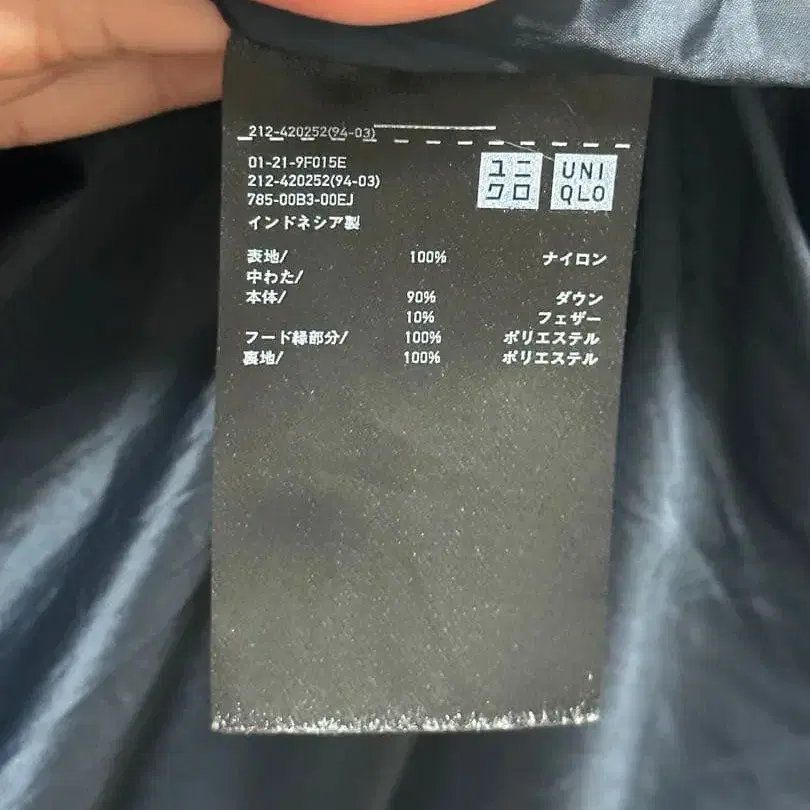 212-420252(94-03)
01-21-9F015E
212-420252(94-03)
785-00B3-00EJ
インドネシア製
ユニクロ UNIQLO
表地/ 100% ナイロン
中わた/
本体/ 90% ダウン
10% フェザー
フード縁部分/ 100% ポリエステル
裏地/ 100% ポリエステル